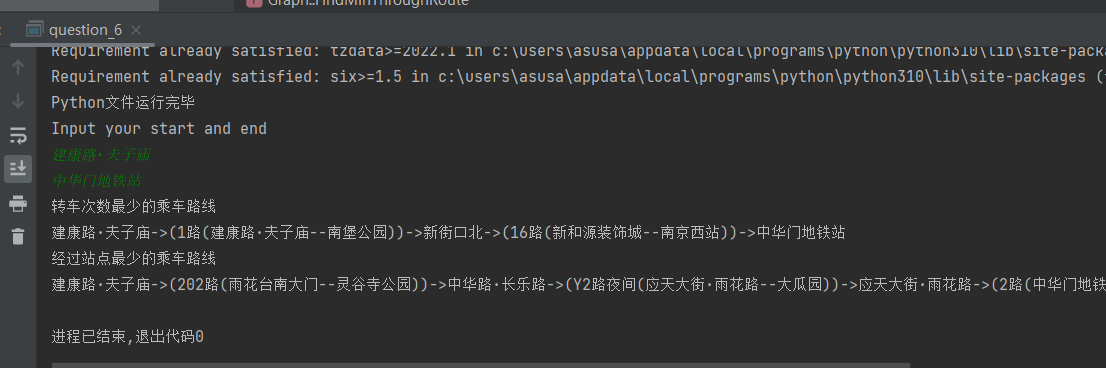 Graph::FindMinThroughRoute
question_6
Requirement already satisfied: tzdata>=2022.1 in c:\users\asusa\appdata\local\programs\python\python310\lib\site-packa
Requirement already satisfied: six>=1.5 in c:\users\asusa\appdata\local\programs\python\python310\lib\site-packages (
Python文件运行完毕
Input your start and end
建康路·夫子庙
中华门地铁站
转车次数最少的乘车路线
建康路·夫子庙->(1路(建康路·夫子庙--南堡公园))->新街口北->(16路(新和源装饰城--南京西站))->中华门地铁站
经过站点最少的乘车路线
建康路·夫子庙->(202路(雨花台南大门--灵谷寺公园))->中华路·长乐路->(Y2路夜间(应天大街·雨花路--大瓜园))->应天大街·雨花路->(2路(中华门地铁
进程已结束,退出代码0